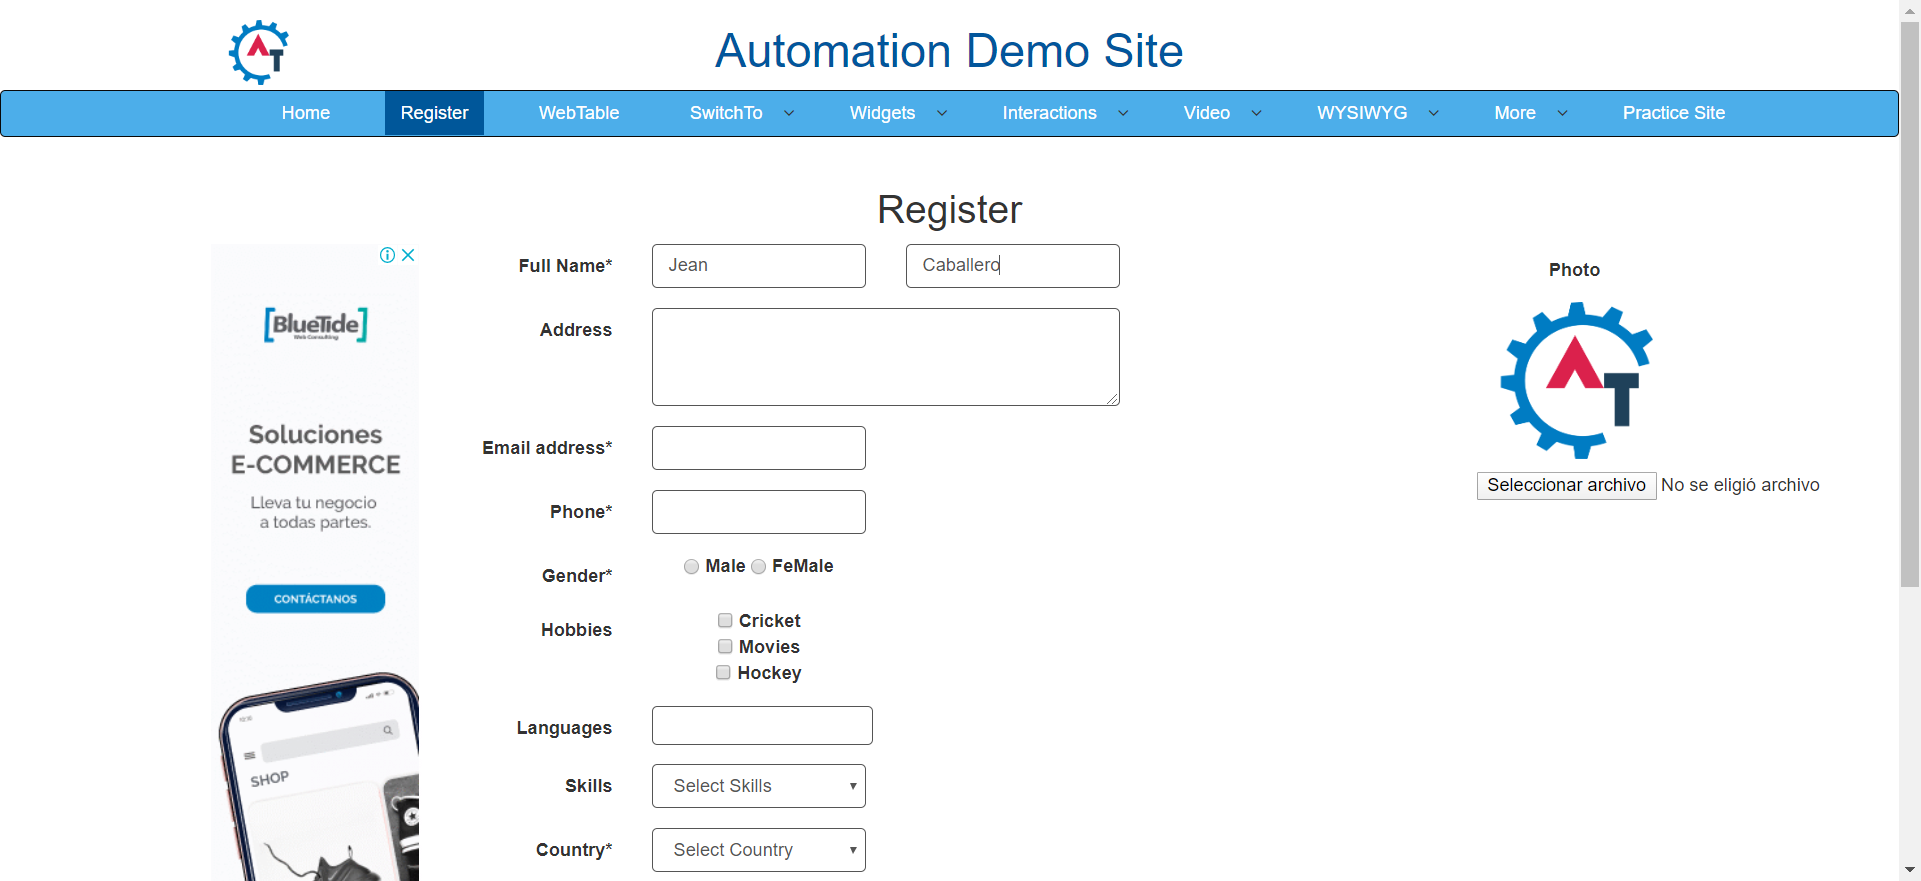 Automation Demo Site
Home Register WebTable SwitchTo Widgets Interactions Video WYSIWYG More Practice Site
Register
Full Name* Jean Caballero
Photo
Address
Email address*
Seleccionar archivo No se eligió archivo
Phone*
Gender* Male FeMale
Hobbies Cricket
Movies
Hockey
Languages
Skills Select Skills
Country* Select Country
[BlueTide]
Web Consulting
Soluciones
E-COMMERCE
Lleva tu negocio
a todas partes.
CONTÁCTANOS
SHOP